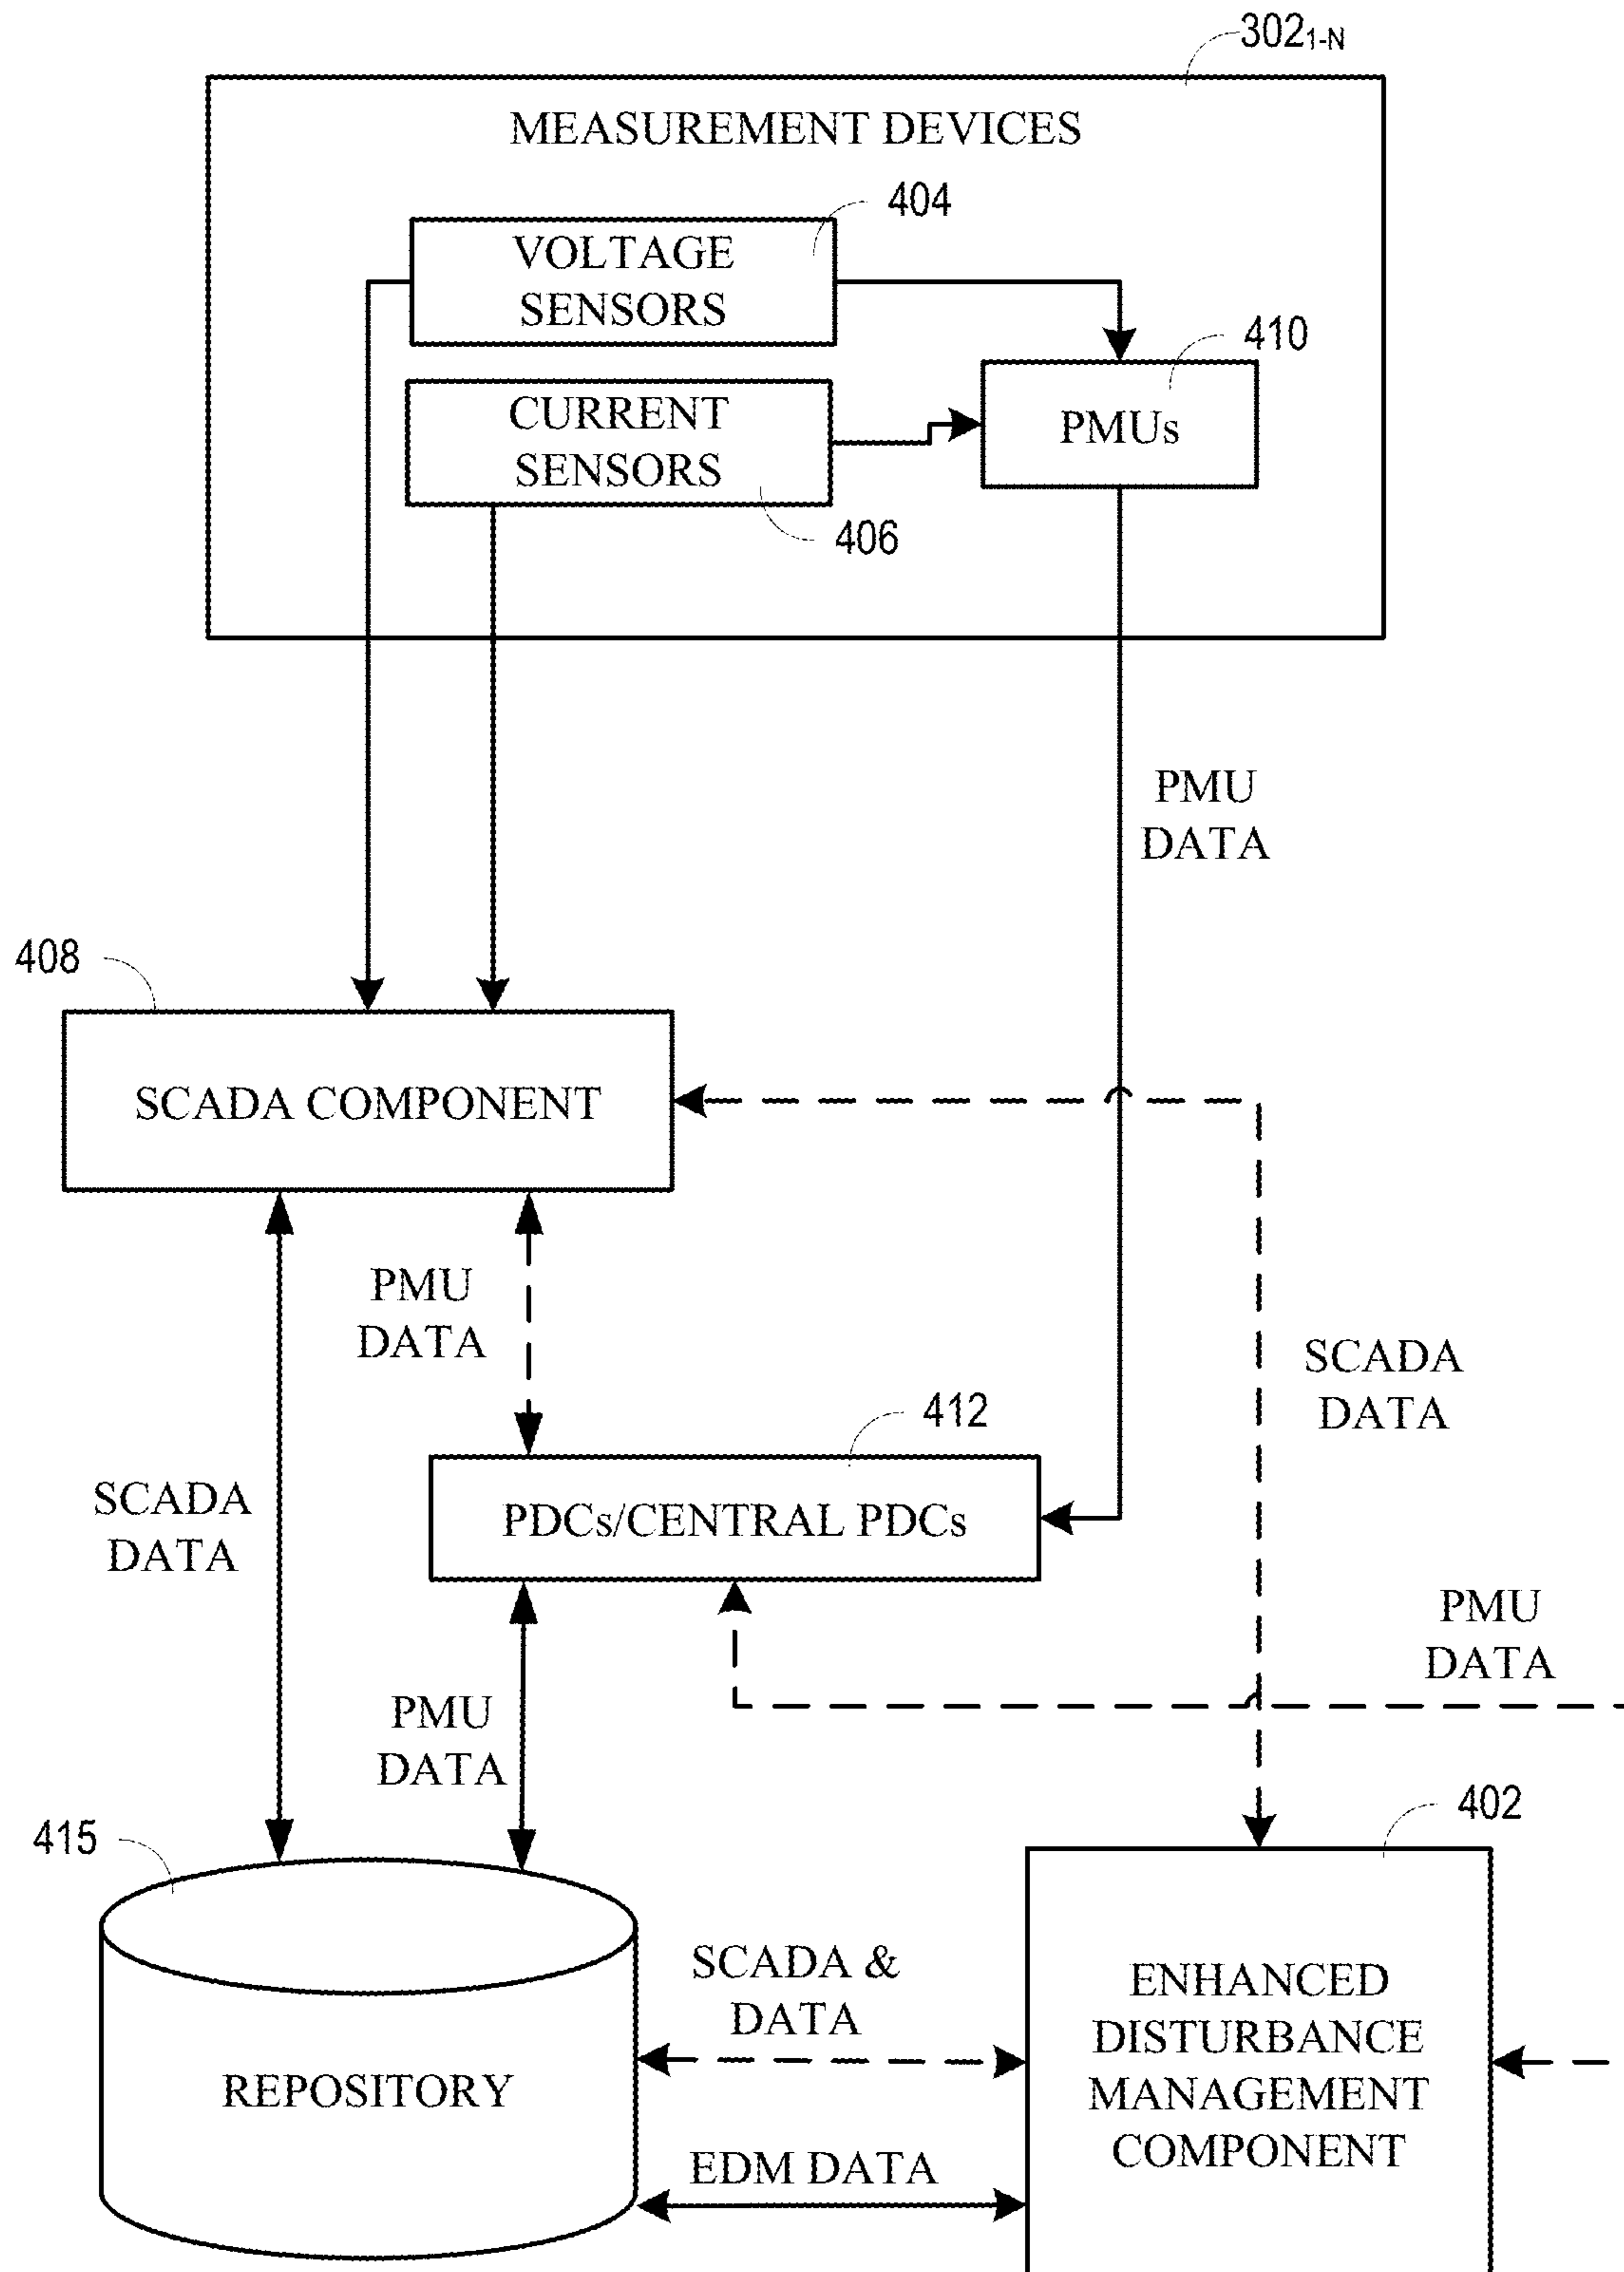 302₁₋N
MEASUREMENT DEVICES
404
VOLTAGE
SENSORS
410
CURRENT
SENSORS
PMUs
406
PMU
DATA
408
SCADA COMPONENT
PMU
DATA
SCADA
DATA
412
SCADA
DATA
PDCs/CENTRAL PDCs
PMU
DATA
PMU
DATA
402
415
SCADA &
DATA
ENHANCED
DISTURBANCE
MANAGEMENT
COMPONENT
REPOSITORY
EDM DATA